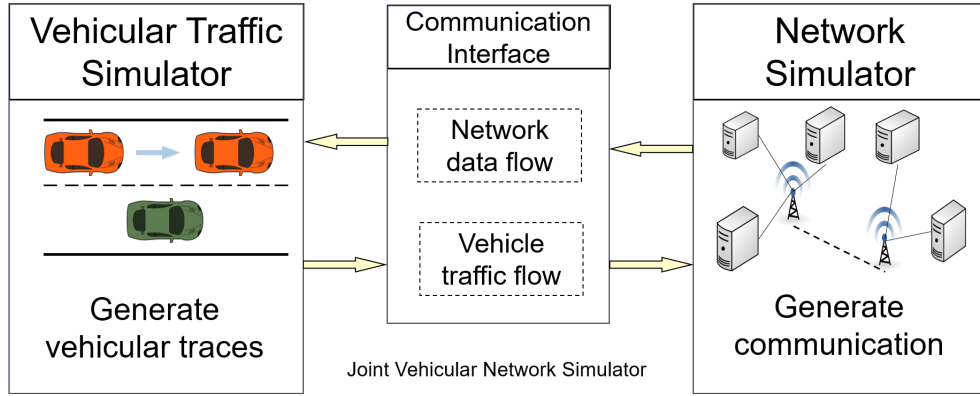 Vehicular Traffic
Simulator
Generate
vehicular traces
Communication
Interface
Network
data flow
Vehicle
traffic flow
Joint Vehicular Network Simulator
Network
Simulator
Generate
communication